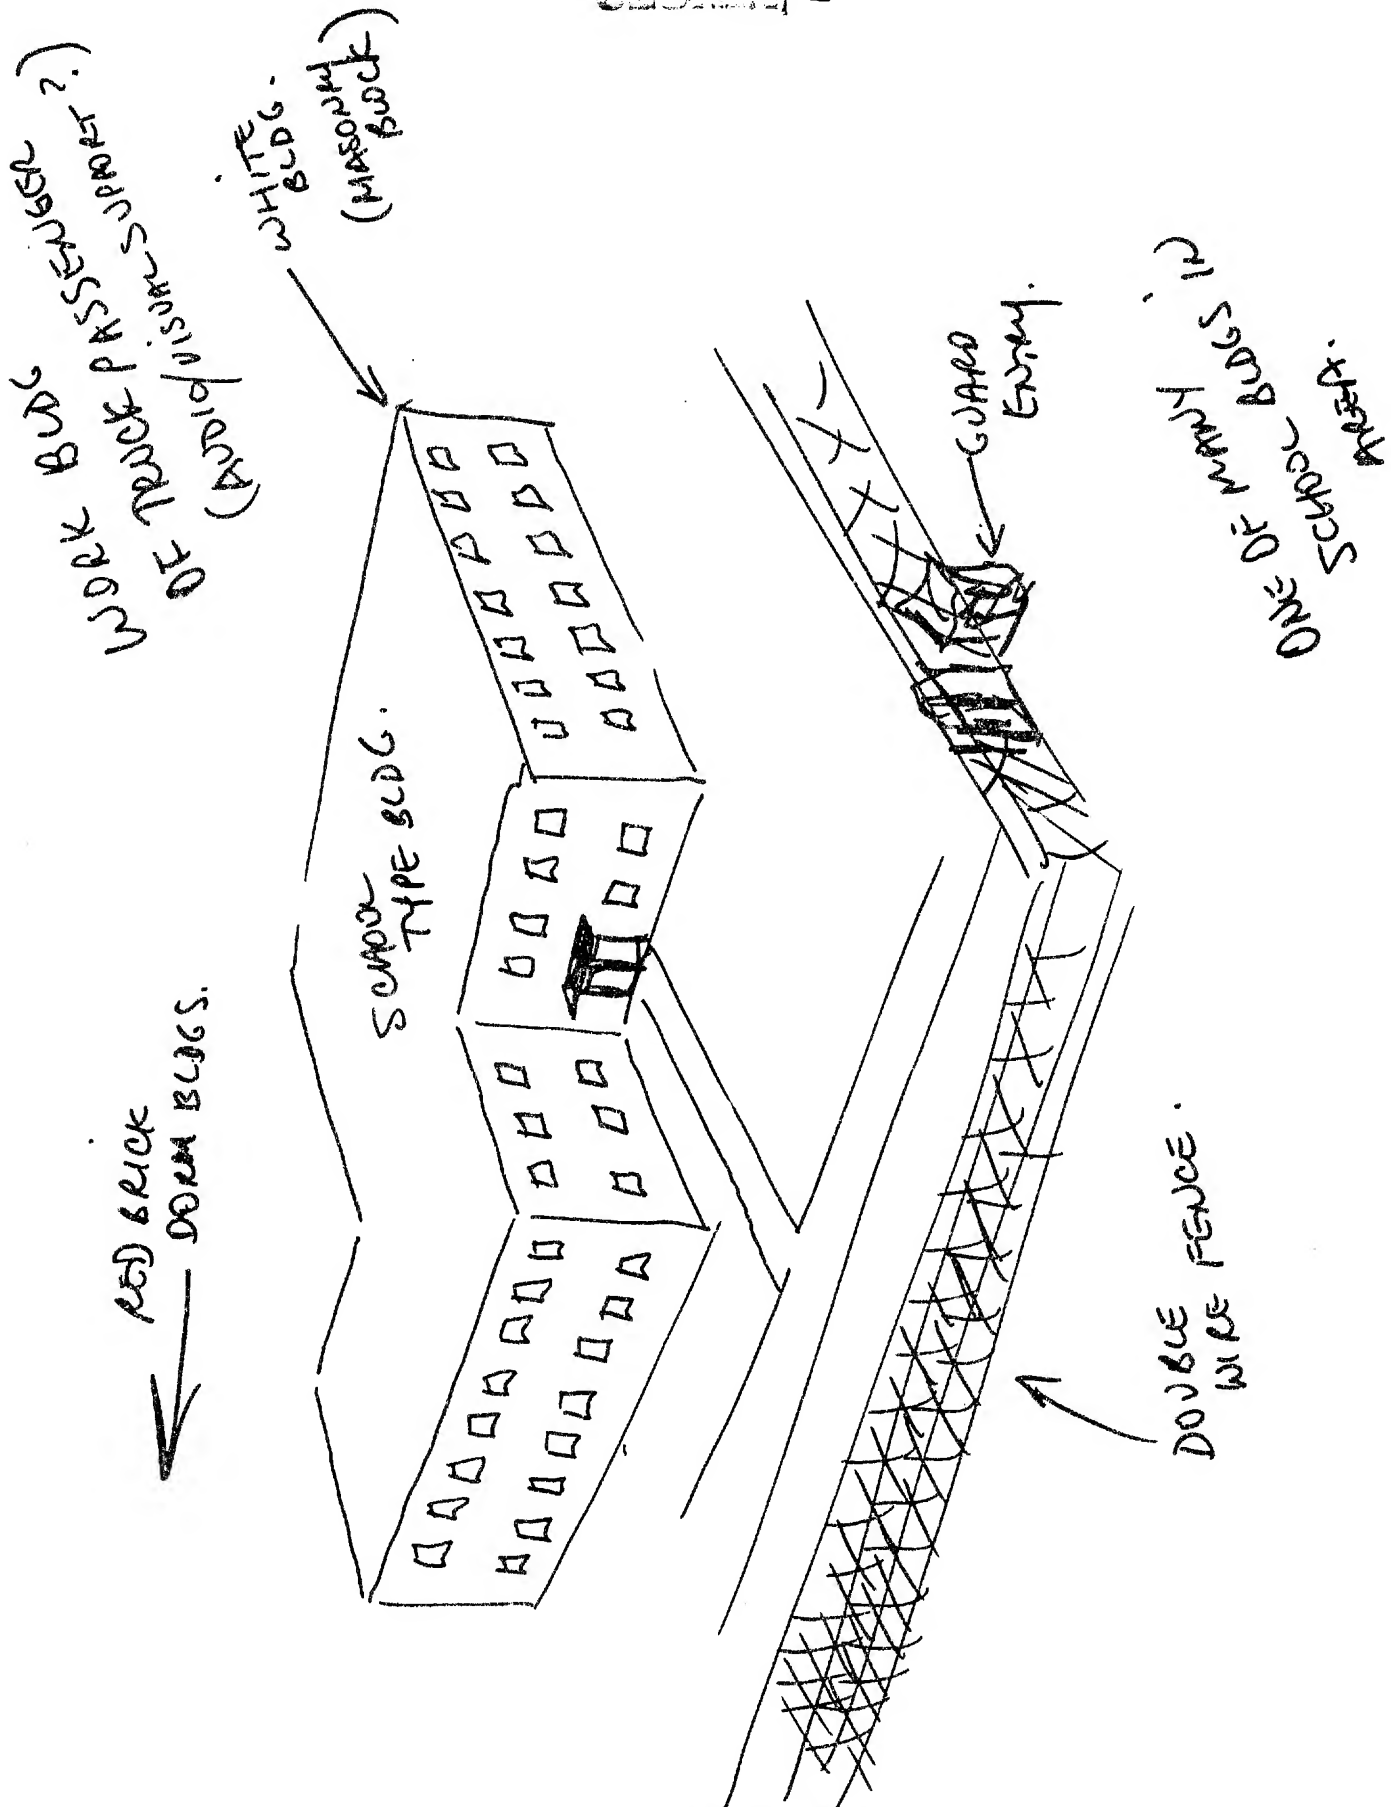 RED BRICK
DORM BLDGS.
WORK BLDG
OF TRUCK PASSENGER
(AUDIO/VISUAL SUPPORT?)
WHITE
BLDG.
(MASONRY
BLOCK)
SCHOOL
TYPE BLDG.
GUARD
ENTRY.
DOUBLE
WIRE FENCE.
ONE OF MANY
SCHOOL BLDGS IN
AREA.